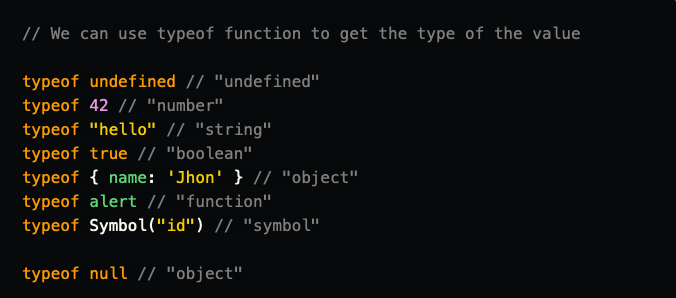 // We can use typeof function to get the type of the value
typeof undefined // "undefined"
typeof 42 // "number"
typeof "hello" // "string"
typeof true // "boolean"
typeof { name: 'Jhon' } // "object"
typeof alert // "function"
typeof Symbol("id") // "symbol"
typeof null // "object"